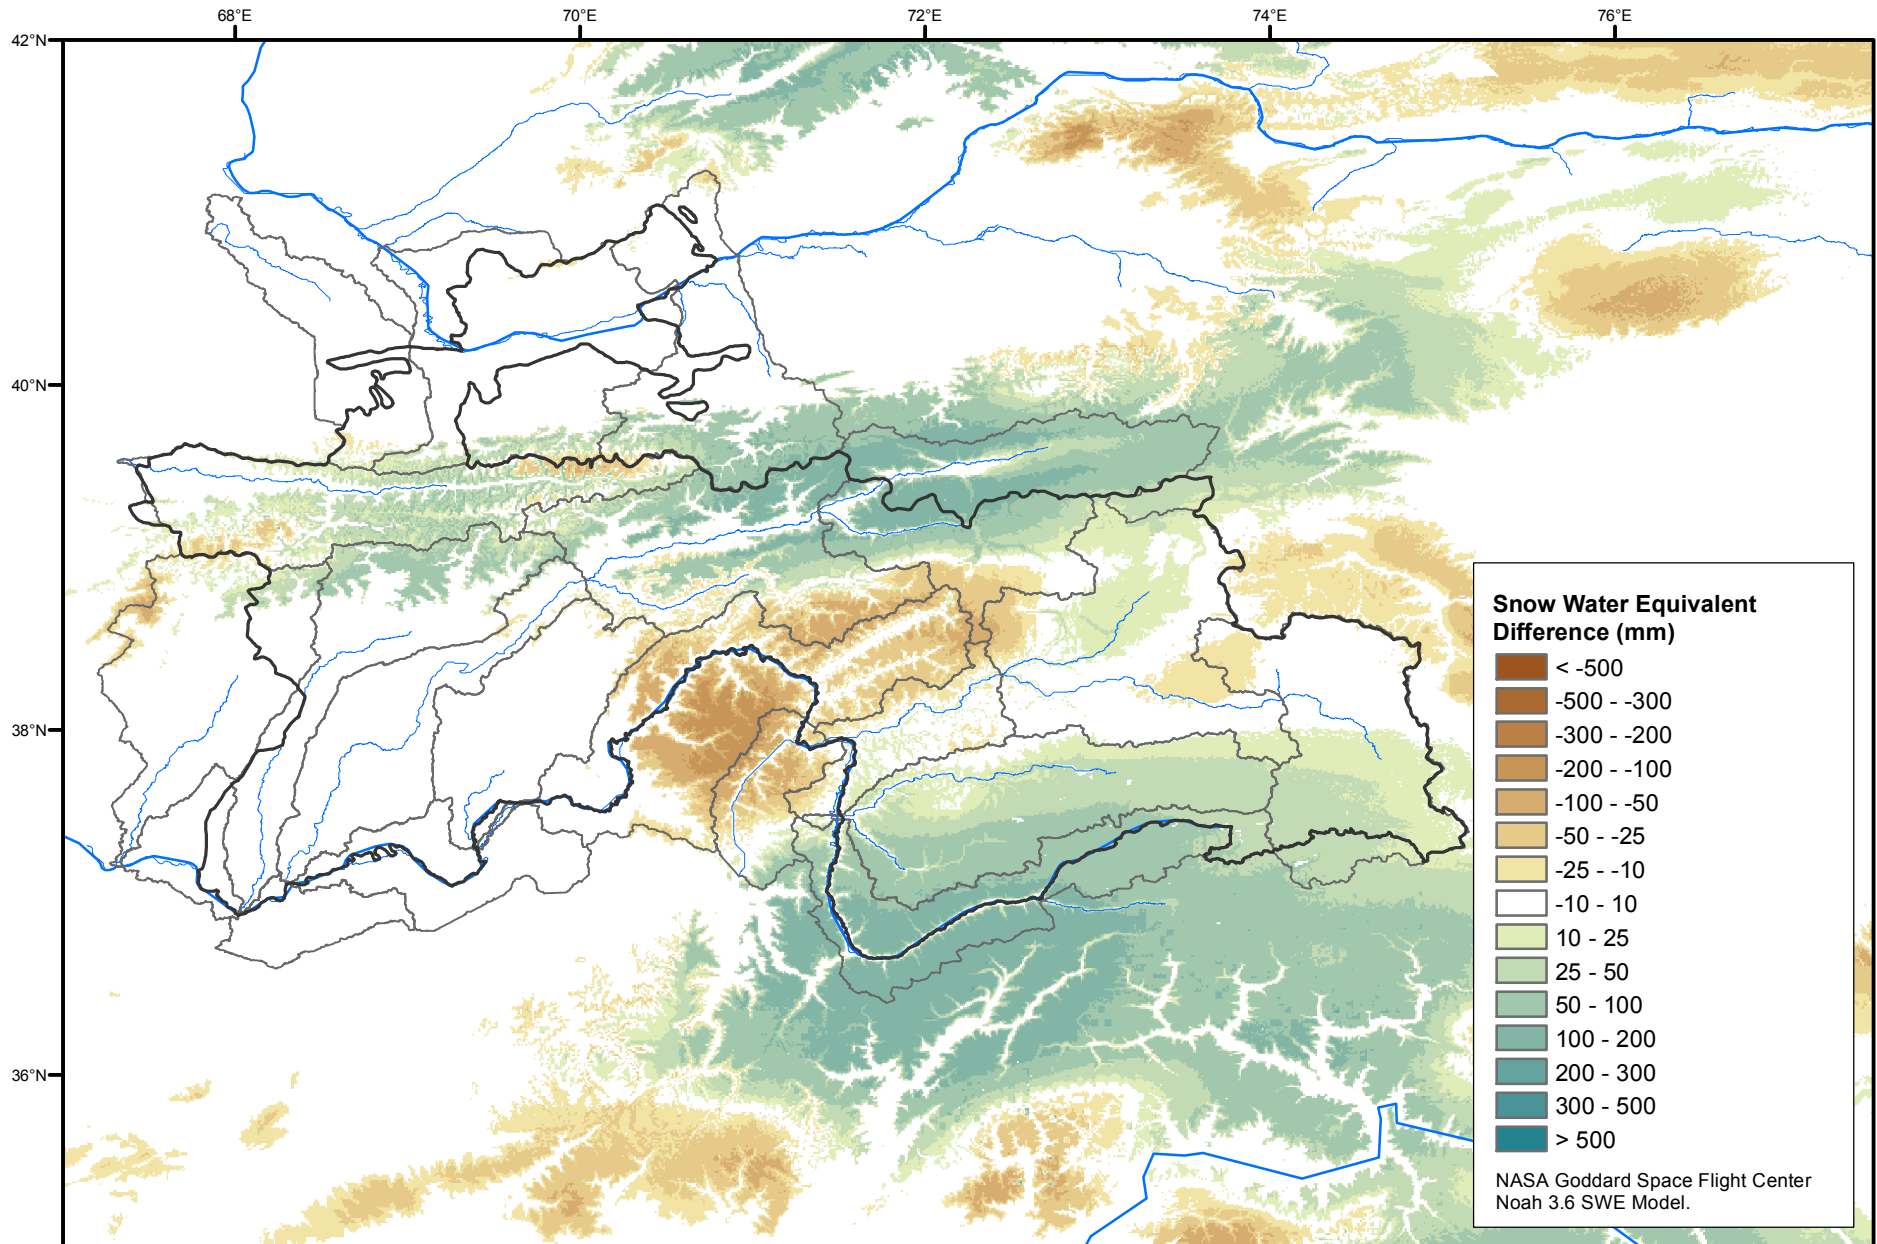 68°E 70°E 72°E 74°E 76°E
42°N
40°N
38°N
36°N
Snow Water Equivalent
Difference (mm)
< -500
-500 - -300
-300 - -200
-200 - -100
-100 - -50
-50 - -25
-25 - -10
-10 - 10
10 - 25
25 - 50
50 - 100
100 - 200
200 - 300
300 - 500
> 500
NASA Goddard Space Flight Center
Noah 3.6 SWE Model.